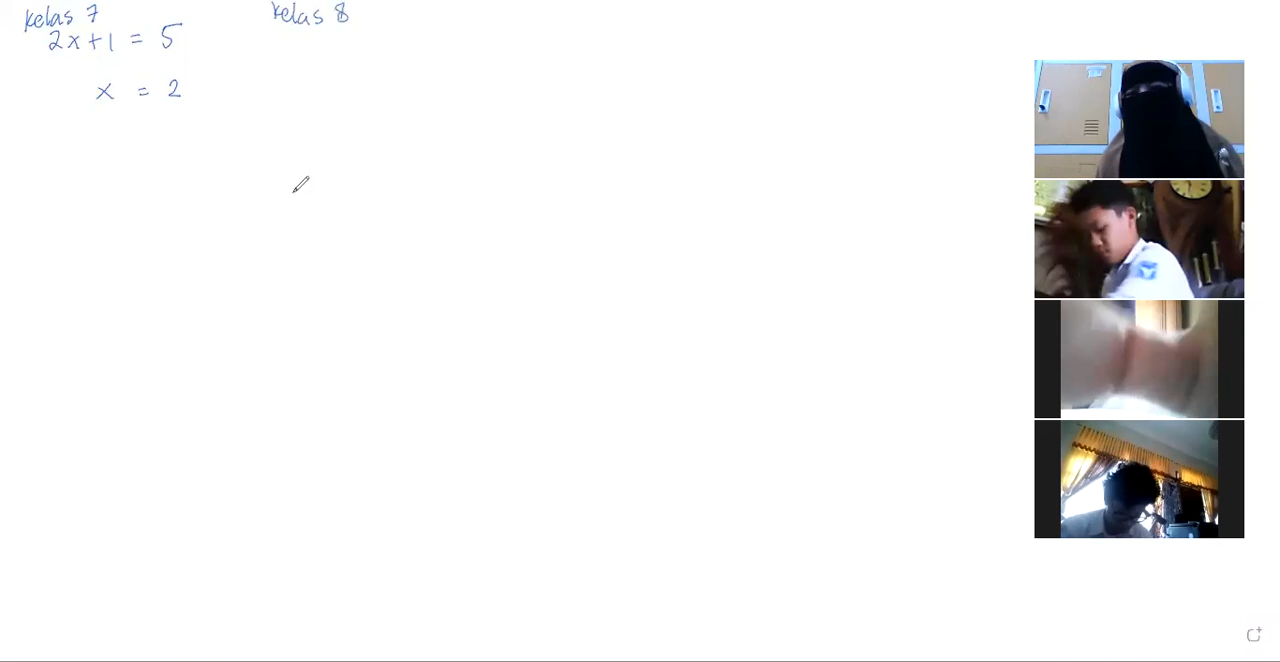 kelas 7
2x + 1 = 5
x = 2
kelas 8